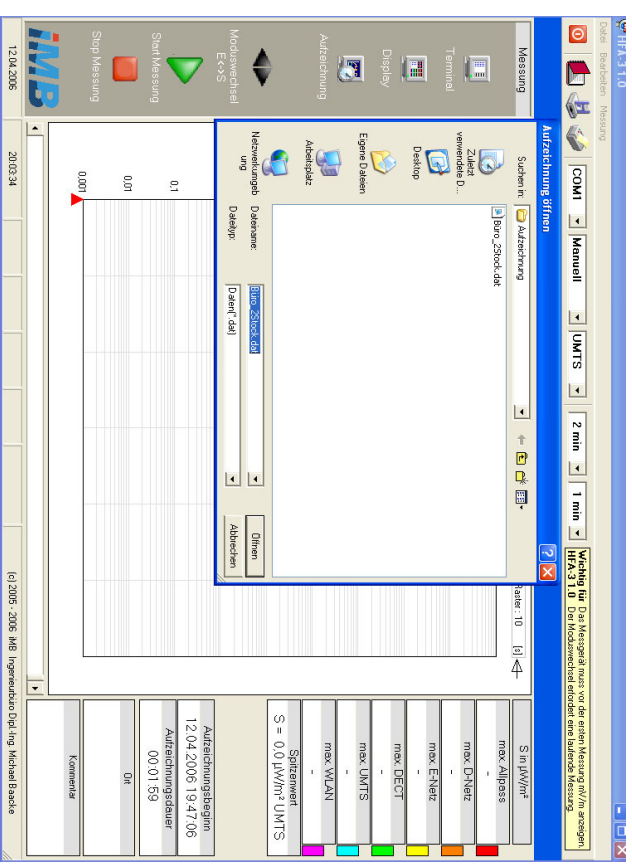 HFA-3 1.0
Datei Bearbeiten Messung
COM1 Manuell UMTS 2 min 1 min
Wichtig für Das Messgerät muss vor der ersten Messung mV/m anzeigen.
HFA-3 1.0 Der Moduswechsel erfordert eine laufende Messung.
Messung
Terminal
Display
Aufzeichnung
Moduswechsel
E<->S
Start Messung
Stop Messung
iMB
Aufzeichnung öffnen
Suchen in: Aufzeichnung
Zuletzt
verwendete D...
Desktop
Eigene Dateien
Arbeitsplatz
Netzwerkumgeb
ung
Büro_2Stock.dat
Dateiname: Büro_2Stock.dat Öffnen
Dateityp: Daten(*.dat) Abbrechen
Raster : 10 [s]
0,1
0,01
0,001
S in µW/m²
max. Allpass
-
max. D-Netz
-
max. E-Netz
-
max. DECT
-
max. UMTS
-
max. WLAN
-
Spitzenwert
S = 0,0 µW/m² UMTS
Aufzeichnungsbeginn
12.04.2006 19:47:06
Aufzeichnungsdauer
00:01:59
Ort
Kommentar
12.04.2006 20:03:34 (c) 2005 - 2006 iMB Ingenieurbüro Dipl.-Ing. Michael Baacke